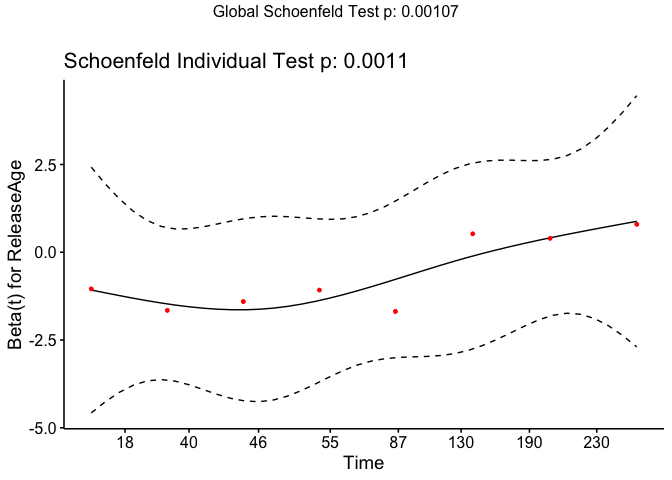 Global Schoenfeld Test p: 0.00107
Schoenfeld Individual Test p: 0.0011
Beta(t) for ReleaseAge
2.5
0.0
-2.5
-5.0
18 40 46 55 87 130 190 230
Time